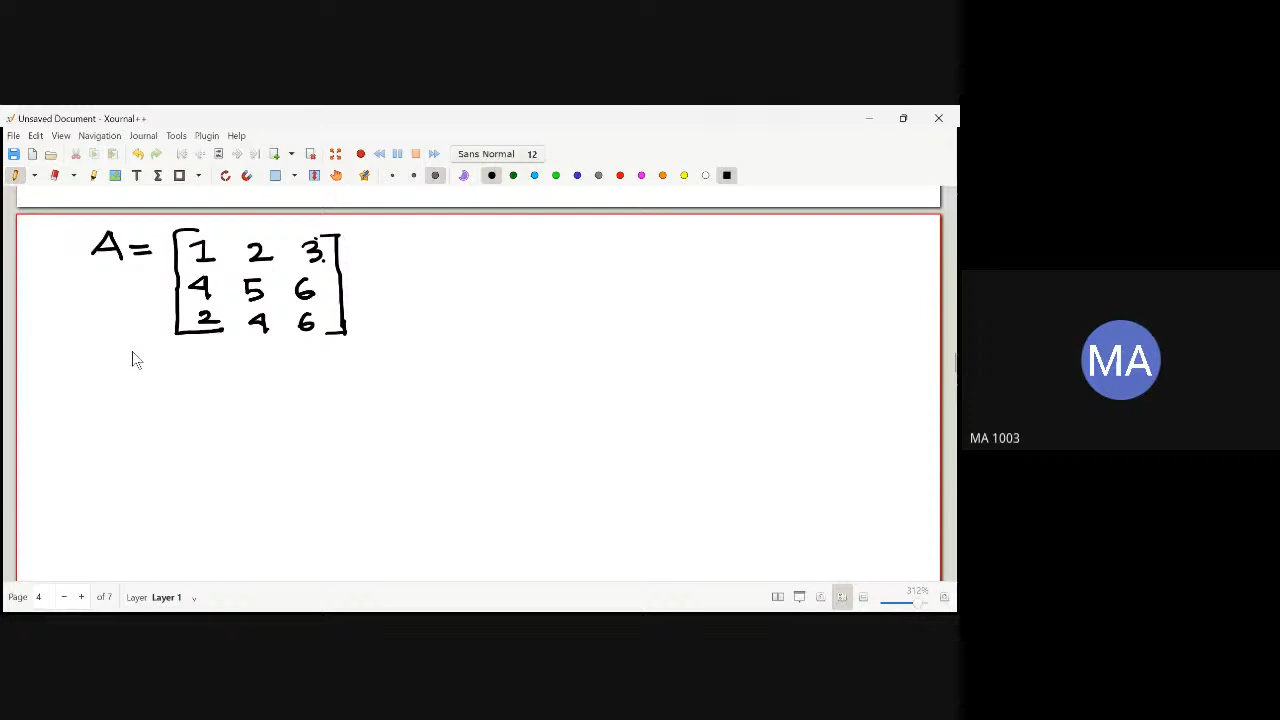 Unsaved Document - Xournal++
File Edit View Navigation Journal Tools Plugin Help
Sans Normal 12
A = [1 2 3
4 5 6
2 4 6]
MA
MA 1003
Page 4 − + of 7 Layer Layer 1
312%